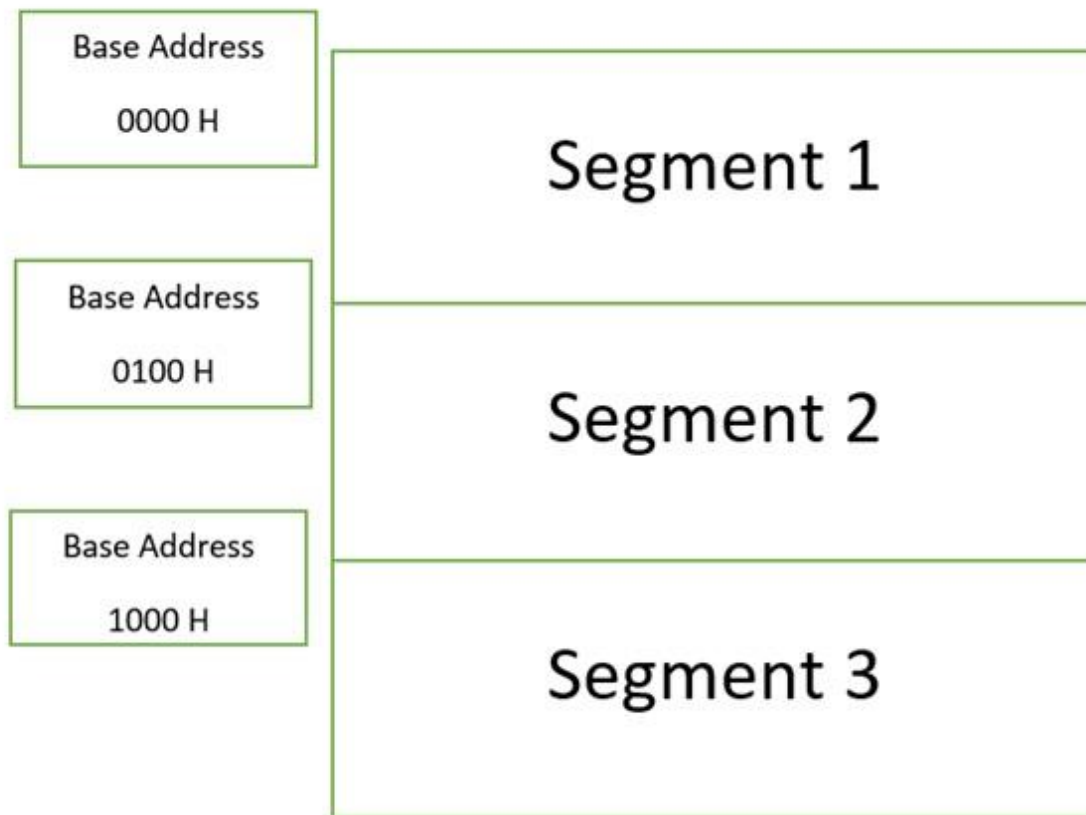 Base Address
0000 H
Segment 1
Base Address
0100 H
Segment 2
Base Address
1000 H
Segment 3